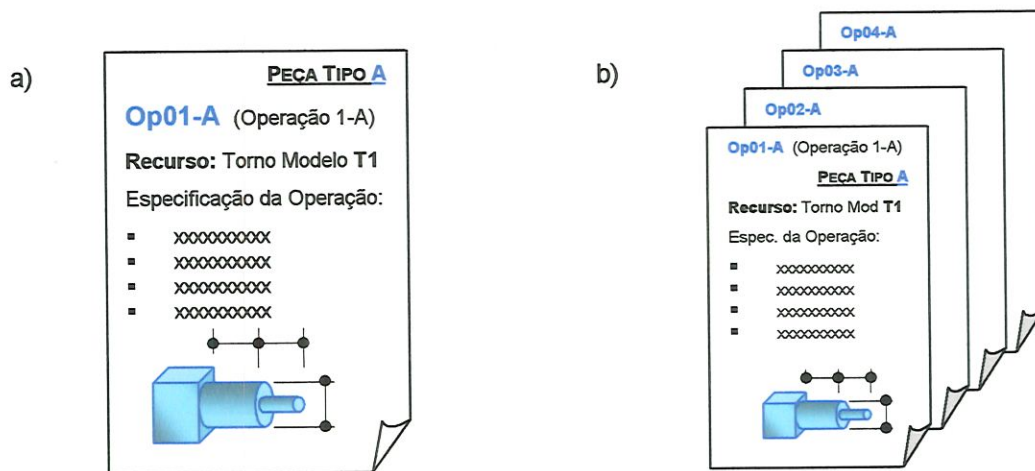 a)
PEÇA TIPO A
Op01-A (Operação 1-A)
Recurso: Torno Modelo T1
Especificação da Operação:
▪ xxxxxxxxxx
▪ xxxxxxxxxx
▪ xxxxxxxxxx
▪ xxxxxxxxxx
b)
Op04-A
Op03-A
Op02-A
Op01-A (Operação 1-A)
PEÇA TIPO A
Recurso: Torno Mod T1
Espec. da Operação:
▪ xxxxxxxxxx
▪ xxxxxxxxxx
▪ xxxxxxxxxx
▪ xxxxxxxxxx